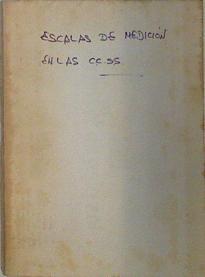 ESCALAS DE MEDICIÓN
EN LAS CC SS